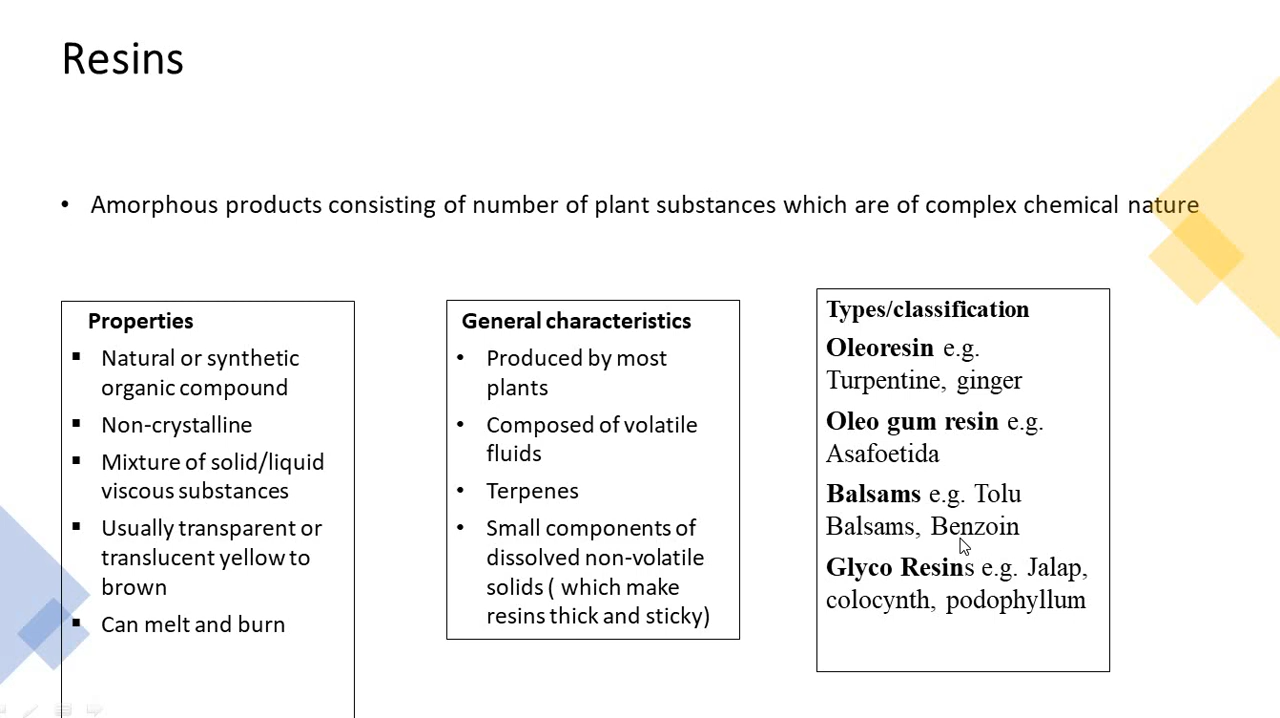 Resins
• Amorphous products consisting of number of plant substances which are of complex chemical nature
Properties
▪ Natural or synthetic
organic compound
▪ Non-crystalline
▪ Mixture of solid/liquid
viscous substances
▪ Usually transparent or
translucent yellow to
brown
▪ Can melt and burn
General characteristics
• Produced by most
plants
• Composed of volatile
fluids
• Terpenes
• Small components of
dissolved non-volatile
solids ( which make
resins thick and sticky)
Types/classification
Oleoresin e.g.
Turpentine, ginger
Oleo gum resin e.g.
Asafoetida
Balsams e.g. Tolu
Balsams, Benzoin
Glyco Resins e.g. Jalap,
colocynth, podophyllum